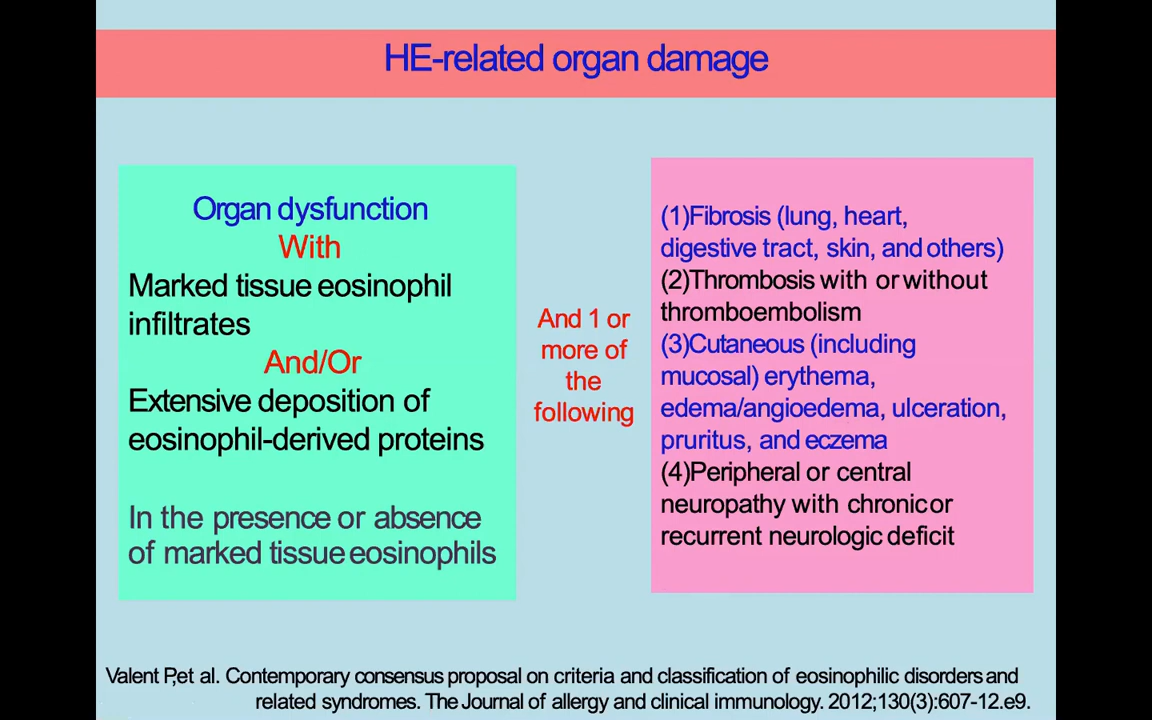 HE-related organ damage
Organ dysfunction
With
Marked tissue eosinophil
infiltrates
And/Or
Extensive deposition of
eosinophil-derived proteins
In the presence or absence
of marked tissue eosinophils
And 1 or
more of
the
following
(1)Fibrosis (lung, heart,
digestive tract, skin, and others)
(2)Thrombosis with or without
thromboembolism
(3)Cutaneous (including
mucosal) erythema,
edema/angioedema, ulceration,
pruritus, and eczema
(4)Peripheral or central
neuropathy with chronic or
recurrent neurologic deficit
Valent P,et al. Contemporary consensus proposal on criteria and classification of eosinophilic disorders and
related syndromes. The Journal of allergy and clinical immunology. 2012;130(3):607-12.e9.